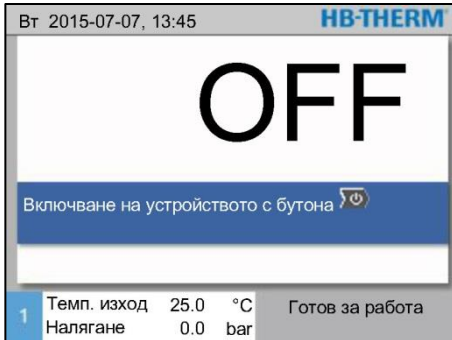 Вт 2015-07-07, 13:45 HB-THERM
OFF
Включване на устройството с бутона
1 Темп. изход 25.0 °C Готов за работа
Налягане 0.0 bar